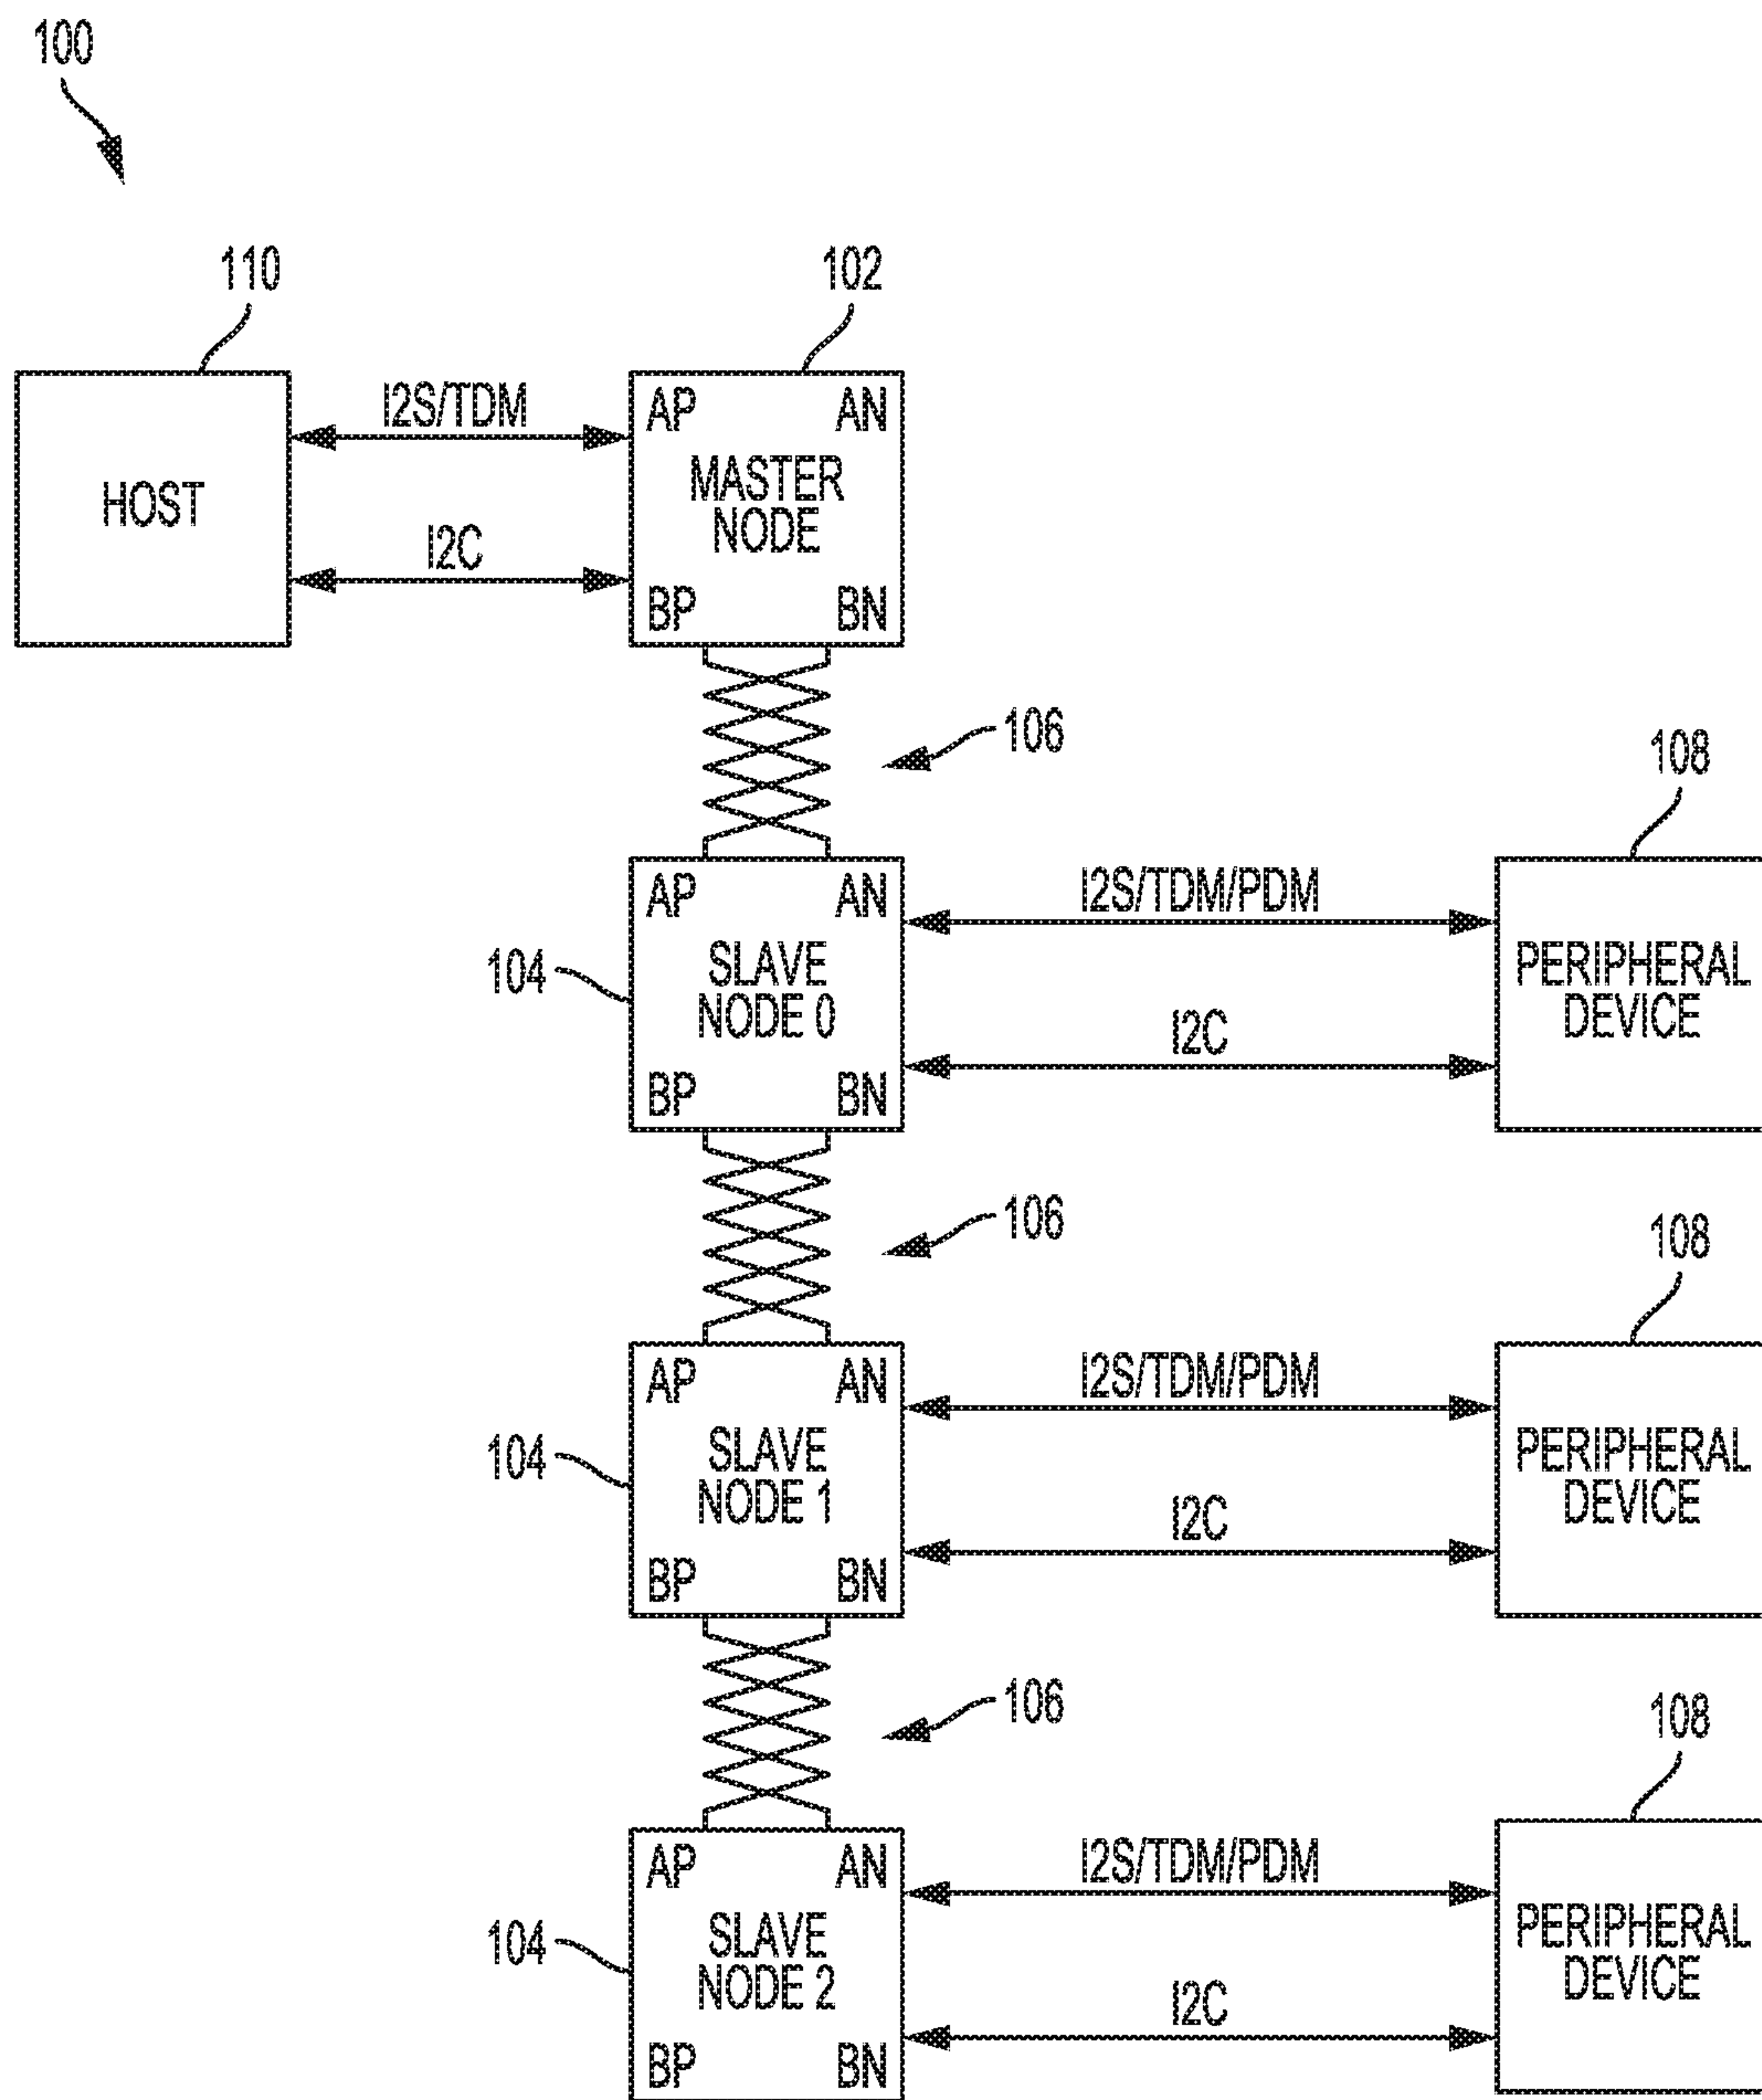 100
110
102
HOST
I2S/TDM
I2C
AP AN
MASTER
NODE
BP BN
106
108
AP AN
SLAVE
NODE 0
BP BN
104
I2S/TDM/PDM
I2C
PERIPHERAL
DEVICE
106
108
AP AN
SLAVE
NODE 1
BP BN
104
I2S/TDM/PDM
I2C
PERIPHERAL
DEVICE
106
108
AP AN
SLAVE
NODE 2
BP BN
104
I2S/TDM/PDM
I2C
PERIPHERAL
DEVICE